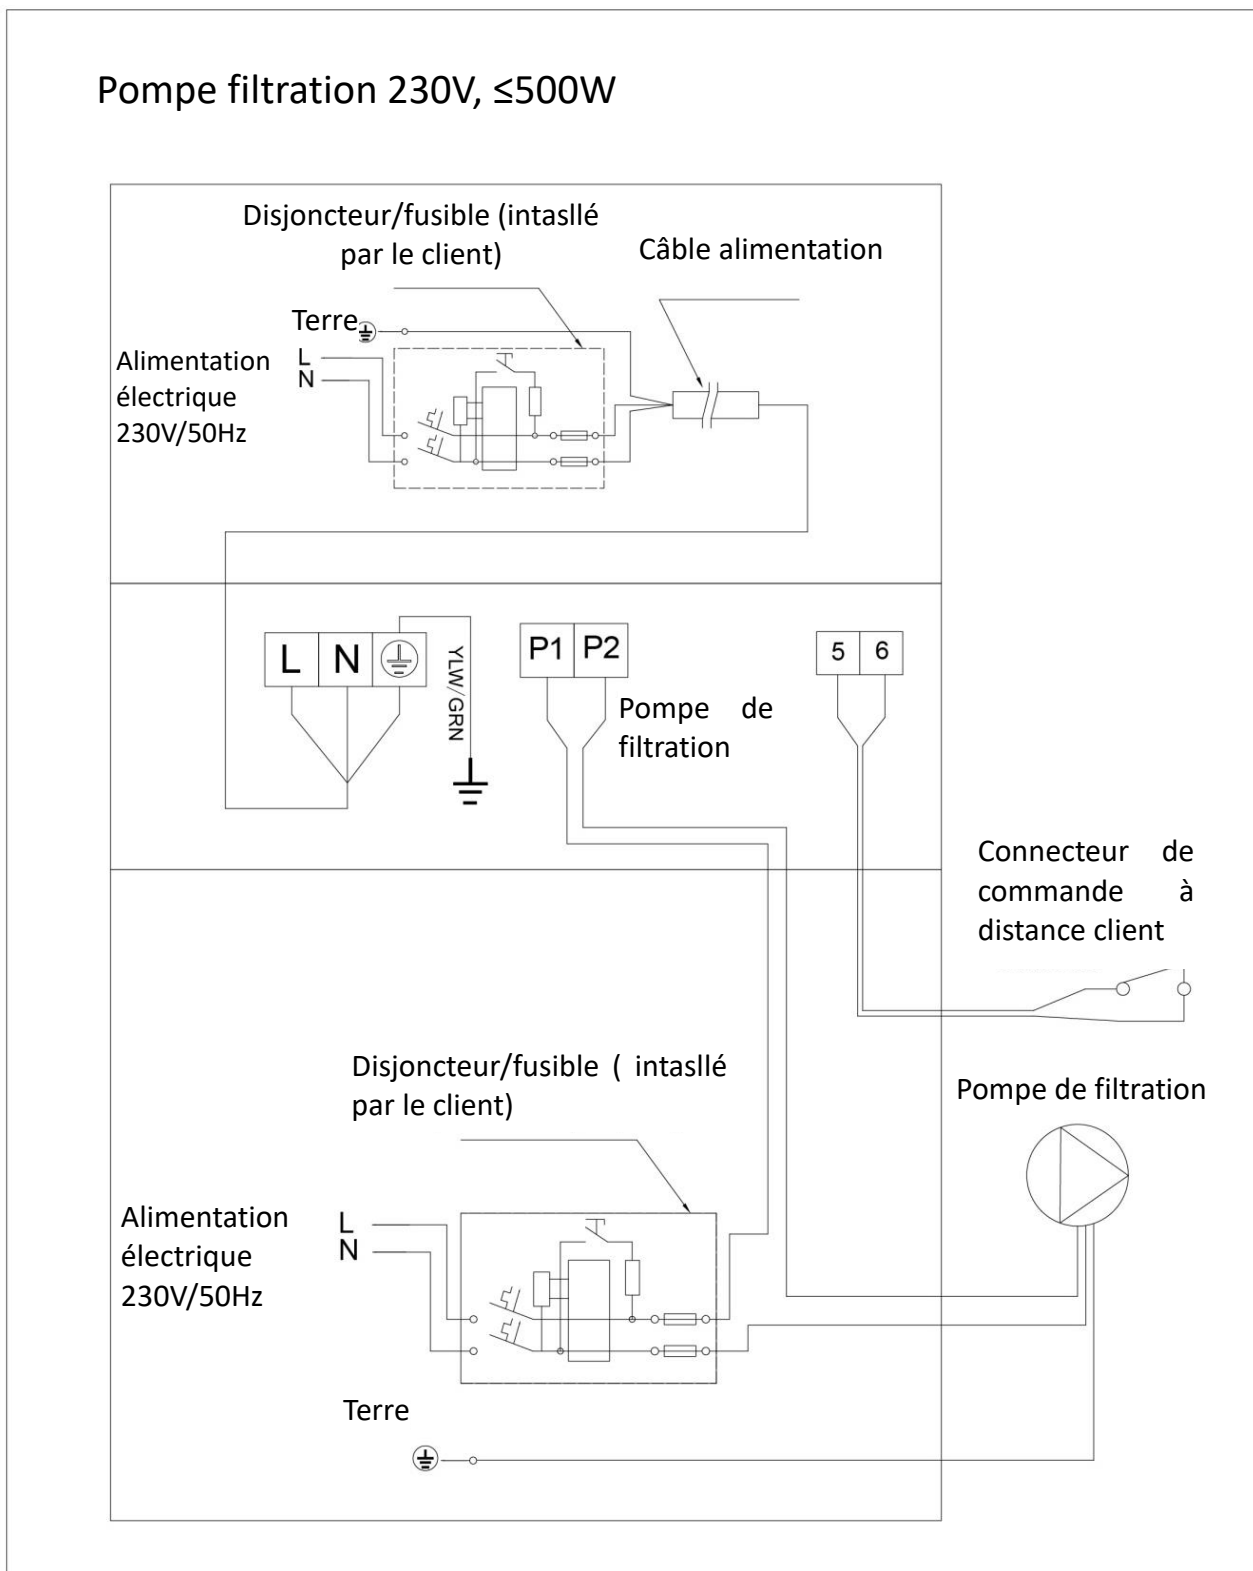 Pompe filtration 230V, ≤500W
Disjoncteur/fusible (intasllé
par le client)
Câble alimentation
Terre
L
N
Alimentation
électrique
230V/50Hz
L N
YLW/GRN
P1 P2
5 6
Pompe de
filtration
Connecteur de
commande à
distance client
Disjoncteur/fusible ( intasllé
par le client)
Pompe de filtration
Alimentation
électrique
230V/50Hz
L
N
Terre